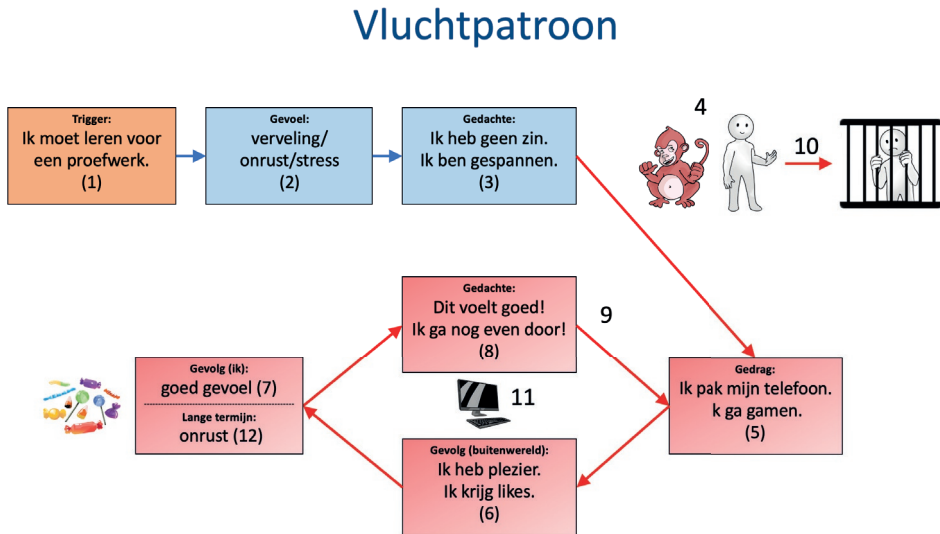 Vluchtpatroon
Trigger:
Ik moet leren voor
een proefwerk.
(1)
Gevoel:
verveling/
onrust/stress
(2)
Gedachte:
Ik heb geen zin.
Ik ben gespannen.
(3)
4
10
Gedachte:
Dit voelt goed!
Ik ga nog even door!
(8)
9
Gevolg (ik):
goed gevoel (7)
Lange termijn:
onrust (12)
11
Gedrag:
Ik pak mijn telefoon.
k ga gamen.
(5)
Gevolg (buitenwereld):
Ik heb plezier.
Ik krijg likes.
(6)